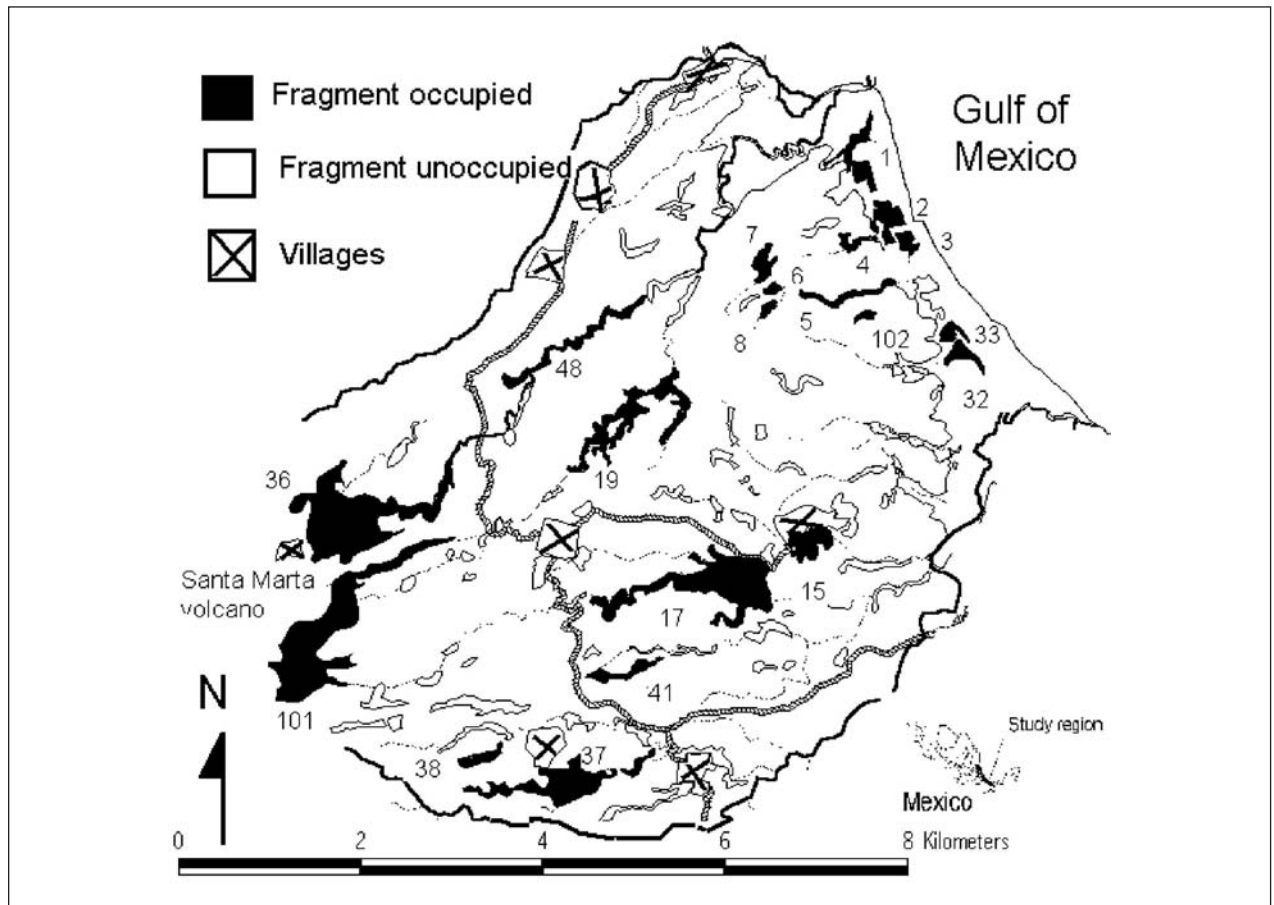 Fragment occupied
Fragment unoccupied
Villages
Gulf of
Mexico
1
2
3
7
4
6
5
8
102
33
32
48
36
19
Santa Marta
volcano
15
17
41
N
101
38
37
Study region
Mexico
0 2 4 6 8 Kilometers